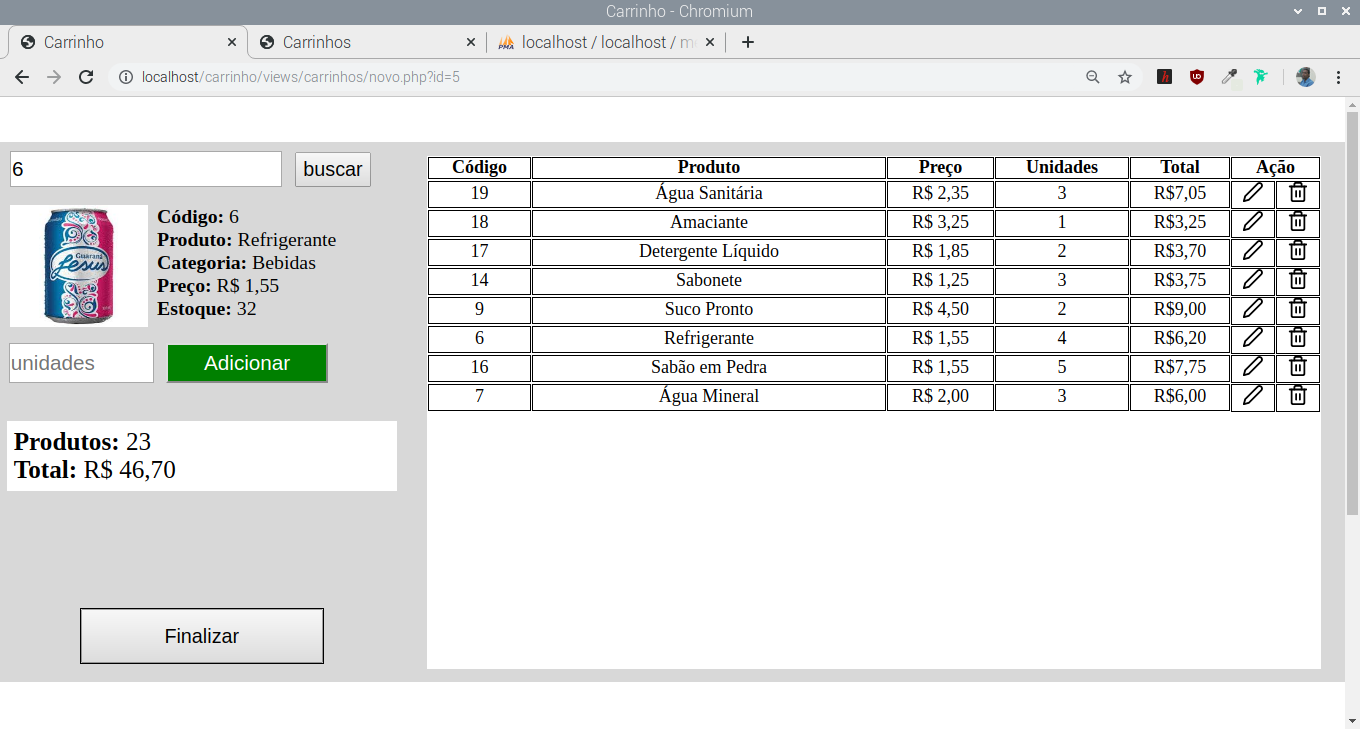 Carrinho - Chromium
Carrinho
Carrinhos
PMA localhost / localhost / m
localhost/carrinho/views/carrinhos/novo.php?id=5
6
buscar
Guaraná
Jesus
Código: 6
Produto: Refrigerante
Categoria: Bebidas
Preço: R$ 1,55
Estoque: 32
unidades
Adicionar
Produtos: 23
Total: R$ 46,70
Finalizar
Código Produto Preço Unidades Total Ação
19 Água Sanitária R$ 2,35 3 R$7,05
18 Amaciante R$ 3,25 1 R$3,25
17 Detergente Líquido R$ 1,85 2 R$3,70
14 Sabonete R$ 1,25 3 R$3,75
9 Suco Pronto R$ 4,50 2 R$9,00
6 Refrigerante R$ 1,55 4 R$6,20
16 Sabão em Pedra R$ 1,55 5 R$7,75
7 Água Mineral R$ 2,00 3 R$6,00